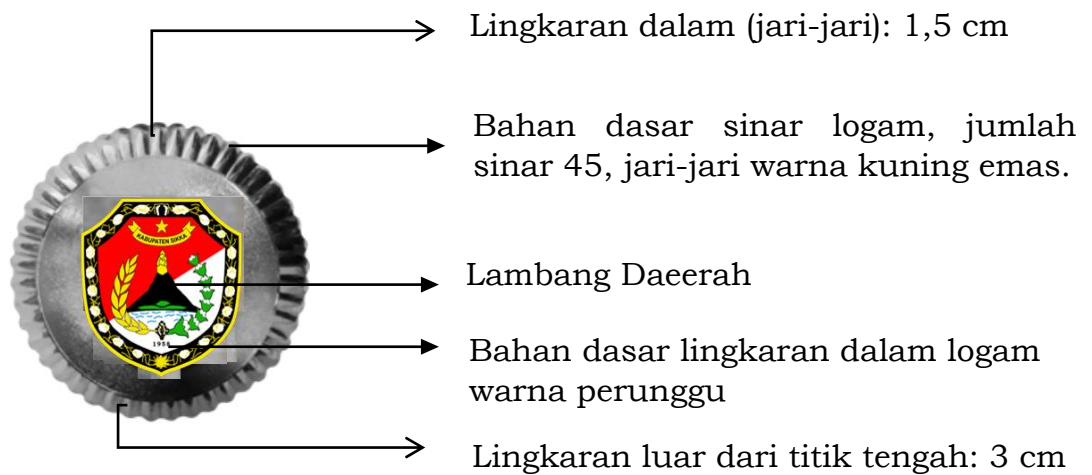 Lingkaran dalam (jari-jari): 1,5 cm
Bahan dasar sinar logam, jumlah
sinar 45, jari-jari warna kuning emas.
KABUPATEN SIKKA
Lambang Daeerah
1958
Bahan dasar lingkaran dalam logam
warna perunggu
Lingkaran luar dari titik tengah: 3 cm